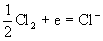 1/2 Cl₂ + e = Cl⁻